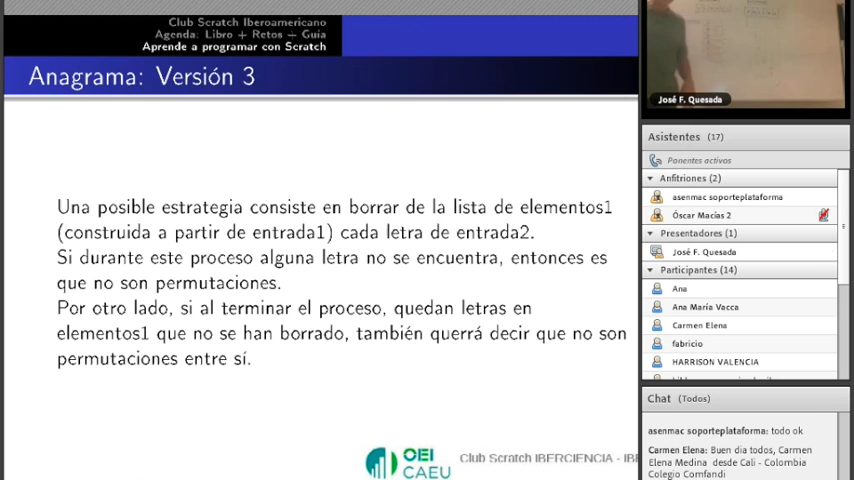 Club Scratch Iberoamericano
Agenda: Libro + Retos + Guía
Aprende a programar con Scratch
Anagrama: Versión 3
Una posible estrategia consiste en borrar de la lista de elementos1
(construida a partir de entrada1) cada letra de entrada2.
Si durante este proceso alguna letra no se encuentra, entonces es
que no son permutaciones.
Por otro lado, si al terminar el proceso, quedan letras en
elementos1 que no se han borrado, también querrá decir que no son
permutaciones entre sí.
OEI
CAEU
Club Scratch IBERCIENCIA - IBE
José F. Quesada
Asistentes (17)
Ponentes activos
Anfitriones (2)
asenmac soporteplataforma
Óscar Macías 2
Presentadores (1)
José F. Quesada
Participantes (14)
Ana
Ana María Vacca
Carmen Elena
fabricio
HARRISON VALENCIA
Chat (Todos)
asenmac soporteplataforma: todo ok
Carmen Elena: Buen dia todos, Carmen
Elena Medina desde Cali - Colombia
Colegio Comfandi